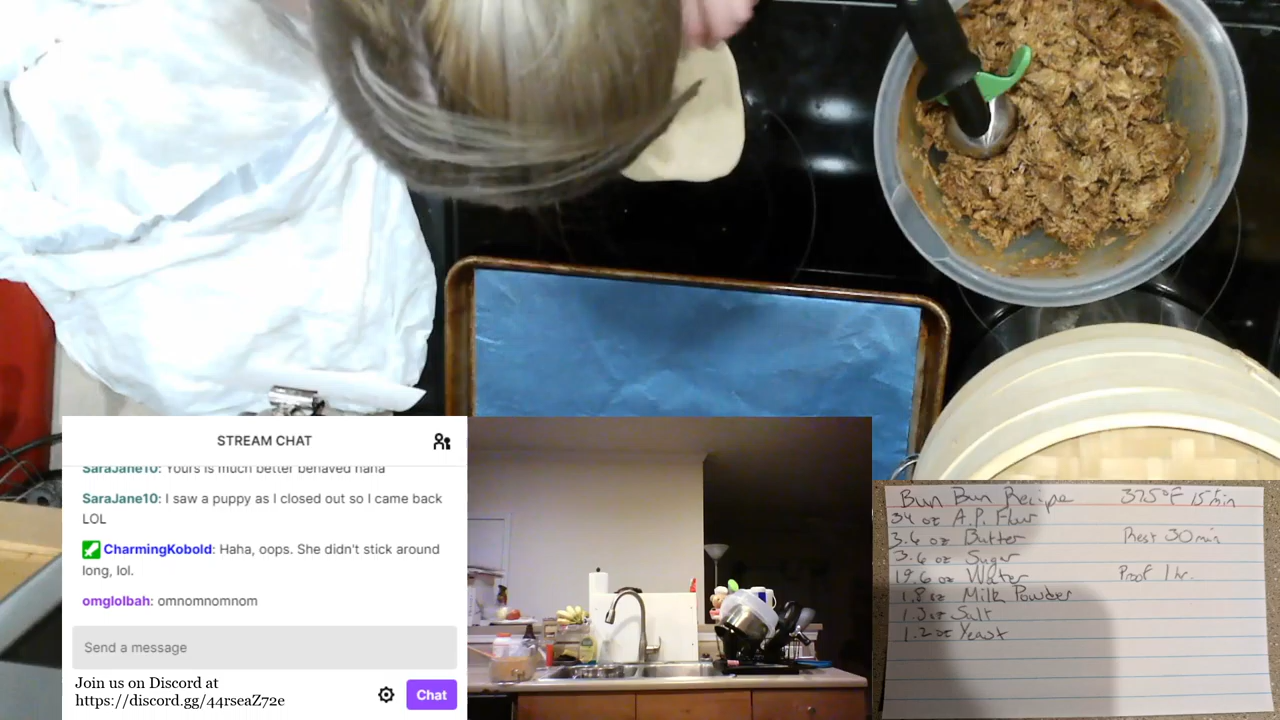 STREAM CHAT
SaraJane10: Yours is much better behaved haha
SaraJane10: I saw a puppy as I closed out so I came back
LOL
CharmingKobold: Haha, oops. She didn't stick around
long, lol.
omglolbah: omnomnomnom
Send a message
Join us on Discord at
https://discord.gg/44rseaZ72e
Chat
Bun Bun Recipe 375°F 15 min
34 oz A.P. Flour
3.6 oz Butter Rest 30 min
3.6 oz Sugar
19.6 oz Water Proof 1 hr.
1.8 oz Milk Powder
Salt
1.2 oz Yeast